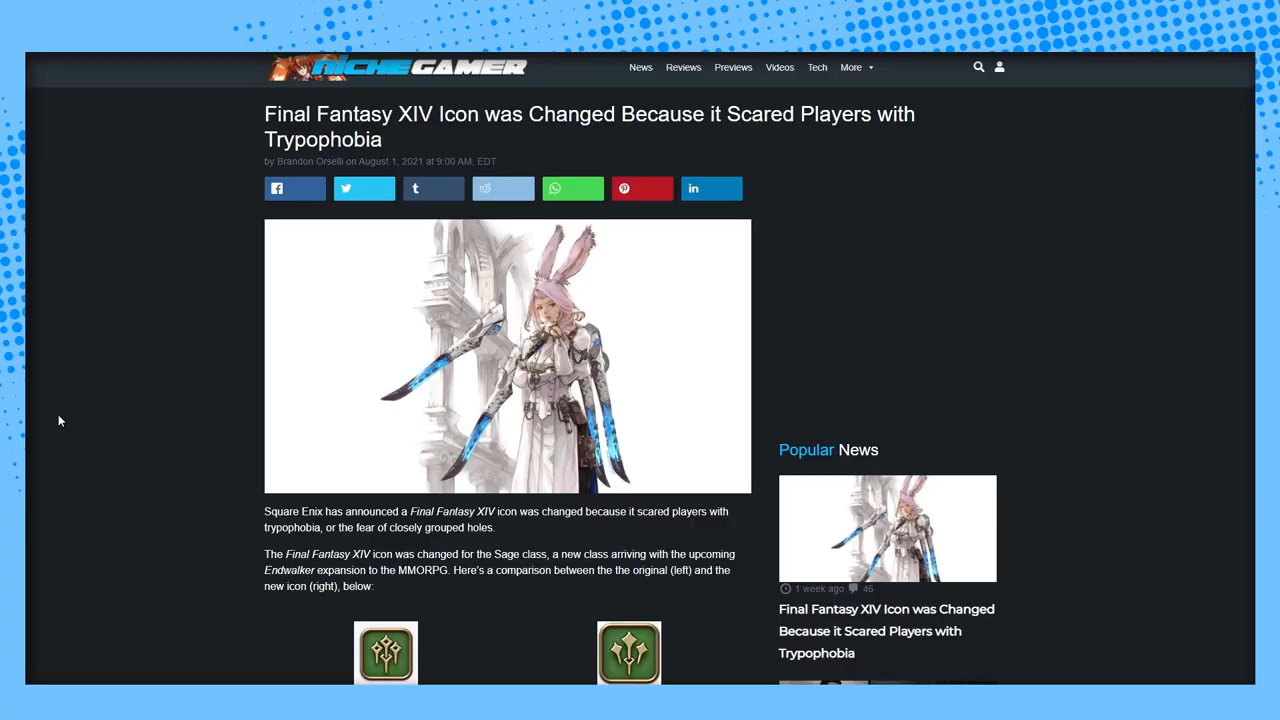 NICHEGAMER
News Reviews Previews Videos Tech More
Final Fantasy XIV Icon was Changed Because it Scared Players with
Trypophobia
by Brandon Orselli on August 1, 2021 at 9:00 AM, EDT
Square Enix has announced a Final Fantasy XIV icon was changed because it scared players with
trypophobia, or the fear of closely grouped holes.
The Final Fantasy XIV icon was changed for the Sage class, a new class arriving with the upcoming
Endwalker expansion to the MMORPG. Here's a comparison between the the original (left) and the
new icon (right), below:
Popular News
1 week ago 46
Final Fantasy XIV Icon was Changed
Because it Scared Players with
Trypophobia